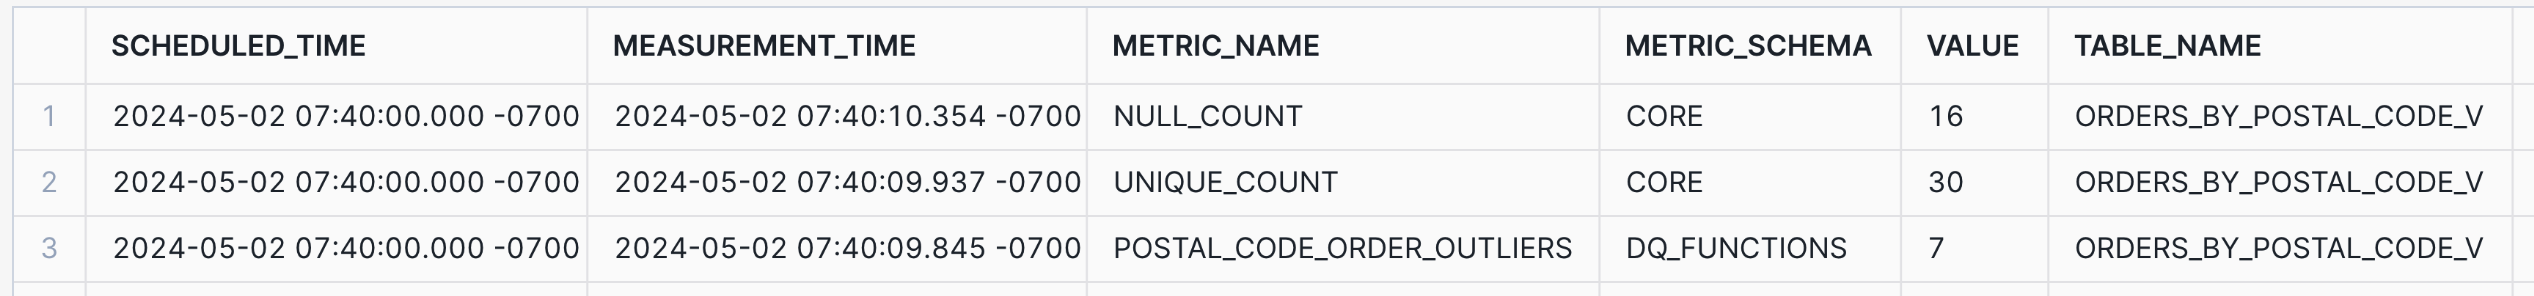 SCHEDULED_TIME MEASUREMENT_TIME METRIC_NAME METRIC_SCHEMA VALUE TABLE_NAME
1 2024-05-02 07:40:00.000 -0700 2024-05-02 07:40:10.354 -0700 NULL_COUNT CORE 16 ORDERS_BY_POSTAL_CODE_V
2 2024-05-02 07:40:00.000 -0700 2024-05-02 07:40:09.937 -0700 UNIQUE_COUNT CORE 30 ORDERS_BY_POSTAL_CODE_V
3 2024-05-02 07:40:00.000 -0700 2024-05-02 07:40:09.845 -0700 POSTAL_CODE_ORDER_OUTLIERS DQ_FUNCTIONS 7 ORDERS_BY_POSTAL_CODE_V